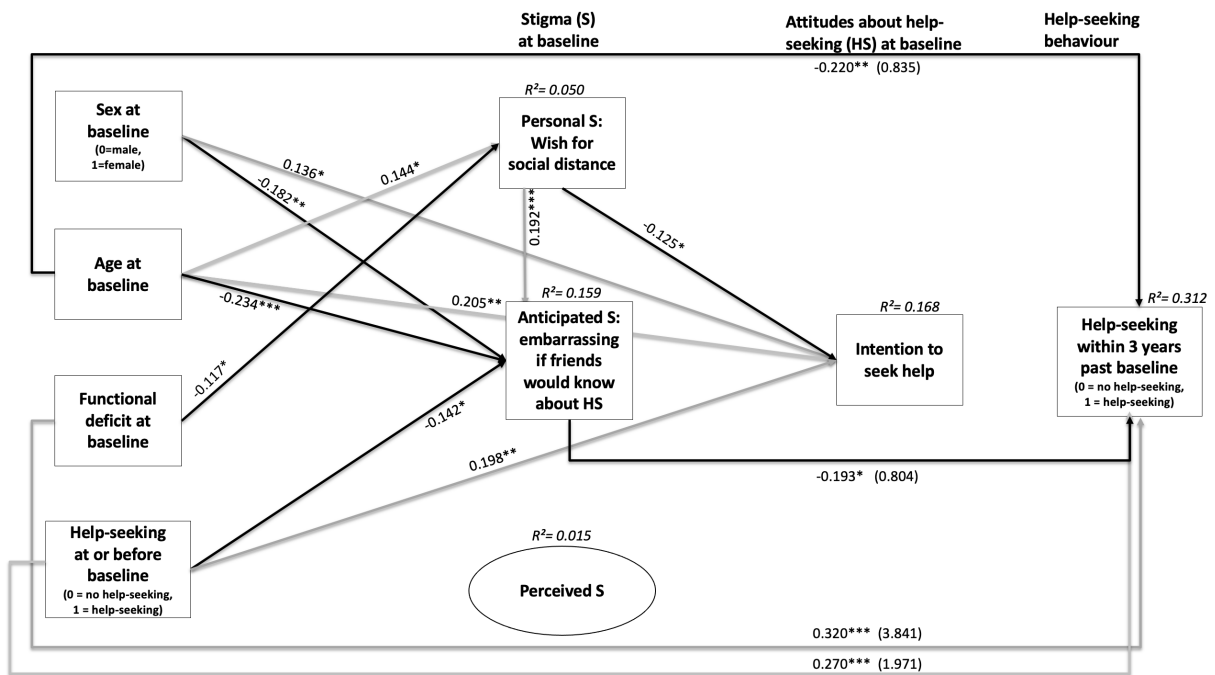 Stigma (S)
at baseline
Attitudes about help-
seeking (HS) at baseline
Help-seeking
behaviour
-0.220** (0.835)
R²= 0.050
Sex at
baseline
(0=male,
1=female)
Personal S:
Wish for
social distance
0.136*
-0.182**
0.144*
0.192***
-0.125*
Age at
baseline
-0.234***
0.205**
R²= 0.159
Anticipated S:
embarrassing
if friends
would know
about HS
R²= 0.168
Intention to
seek help
R²= 0.312
Help-seeking
within 3 years
past baseline
(0 = no help-seeking,
1 = help-seeking)
Functional
deficit at
baseline
-0.117*
-0.142*
0.198**
-0.193* (0.804)
Help-seeking
at or before
baseline
(0 = no help-seeking,
1 = help-seeking)
R²= 0.015
Perceived S
0.320*** (3.841)
0.270*** (1.971)